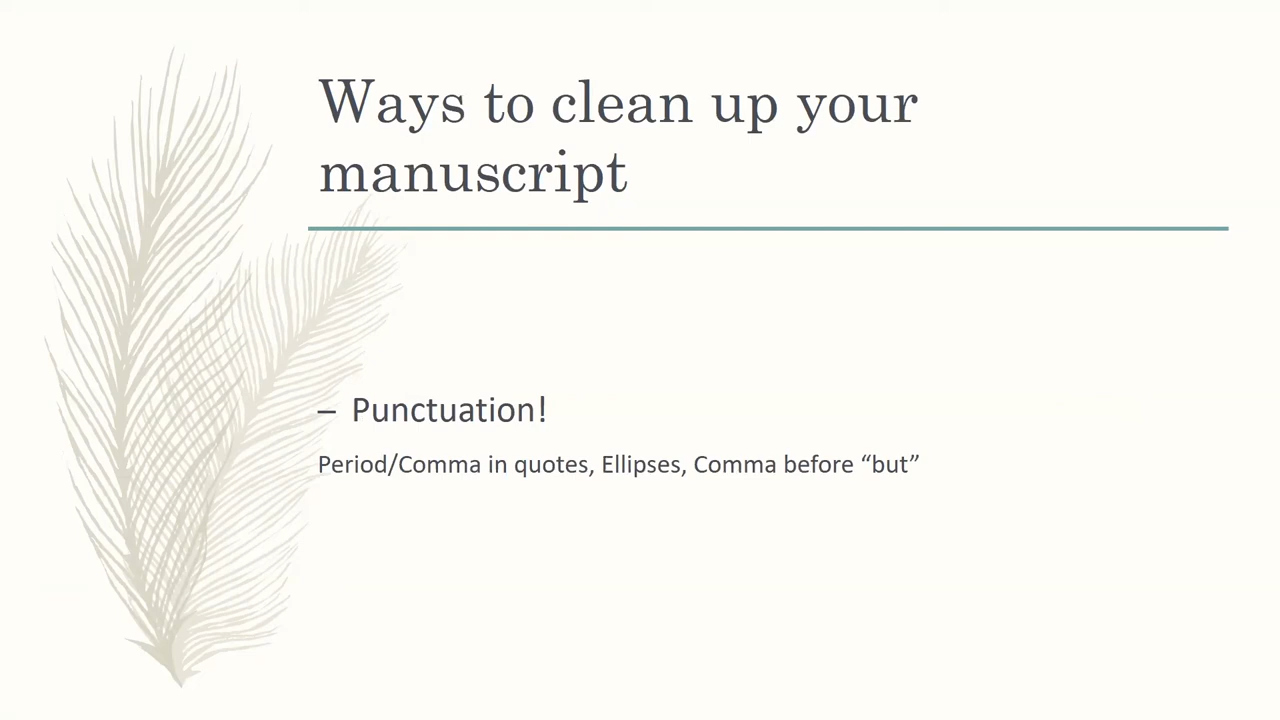 Ways to clean up your
manuscript
– Punctuation!
Period/Comma in quotes, Ellipses, Comma before “but”